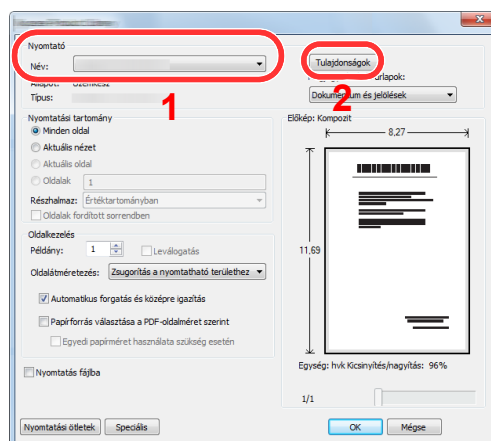 Nyomtató
Név:
Tulajdonságok
Állapot: Üzemkész
Típus:
Dokumentum és jelölések
1
2
Nyomtatási tartomány
Minden oldal
Aktuális nézet
Aktuális oldal
Oldalak 1
Részhalmaz: Értéktartományban
Oldalak fordított sorrendben
Oldalkezelés
Példány: 1 Leválogatás
Oldalátméretezés: Zsugorítás a nyomtatható területhez
Automatikus forgatás és középre igazítás
Papírforrás választása a PDF-oldalméret szerint
Egyedi papírméret használata szükség esetén
Nyomtatás fájlba
Előkép: Kompozit
8,27
11,69
Egység: hvk Kicsinyítés/nagyítás: 96%
1/1
Nyomtatási ötletek Speciális OK Mégse